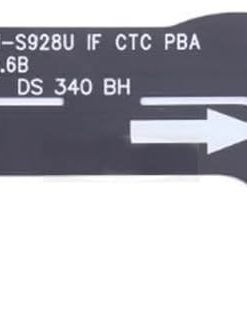 -S928U IF CTC PBA
.6B
DS 340 BH